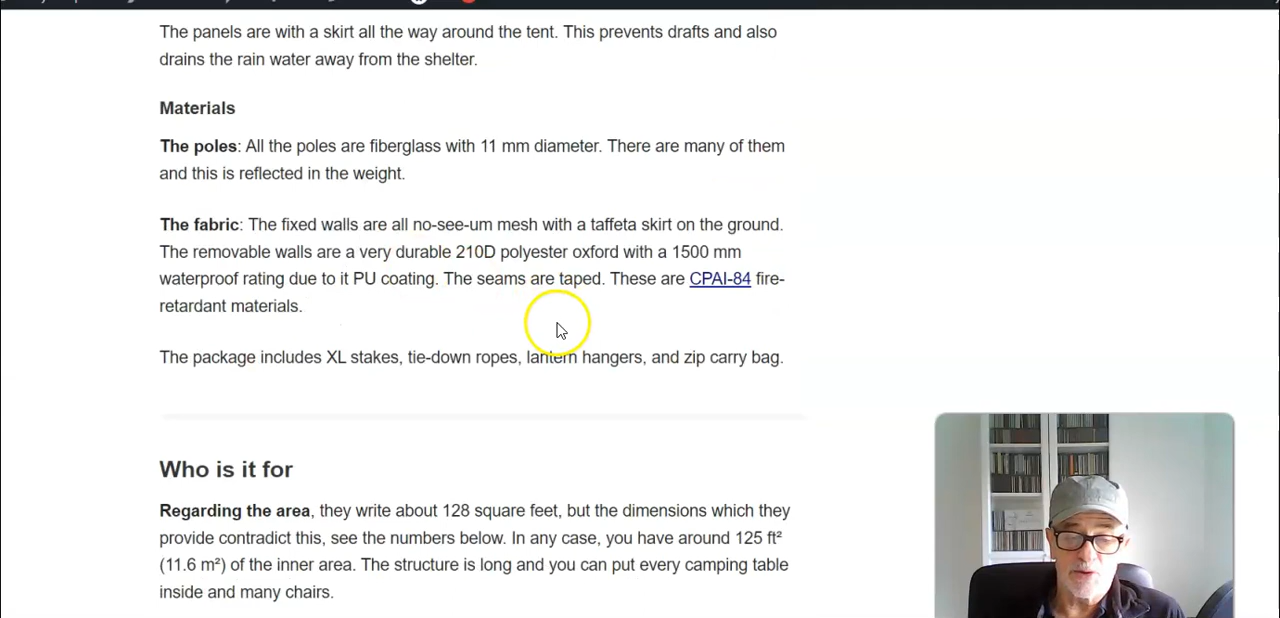 The panels are with a skirt all the way around the tent. This prevents drafts and also
drains the rain water away from the shelter.
Materials
The poles: All the poles are fiberglass with 11 mm diameter. There are many of them
and this is reflected in the weight.
The fabric: The fixed walls are all no-see-um mesh with a taffeta skirt on the ground.
The removable walls are a very durable 210D polyester oxford with a 1500 mm
waterproof rating due to it PU coating. The seams are taped. These are CPAI-84 fire-
retardant materials.
The package includes XL stakes, tie-down ropes, lantern hangers, and zip carry bag.
Who is it for
Regarding the area, they write about 128 square feet, but the dimensions which they
provide contradict this, see the numbers below. In any case, you have around 125 ft²
(11.6 m²) of the inner area. The structure is long and you can put every camping table
inside and many chairs.